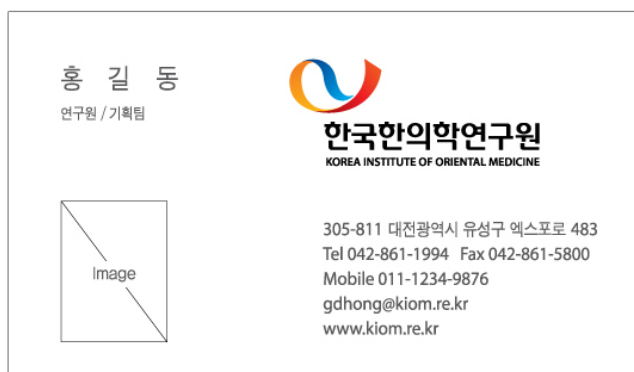 홍 길 동
연구원 / 기획팀
한국한의학연구원
KOREA INSTITUTE OF ORIENTAL MEDICINE
Image
305-811 대전광역시 유성구 엑스포로 483
Tel 042-861-1994 Fax 042-861-5800
Mobile 011-1234-9876
gdhong@kiom.re.kr
www.kiom.re.kr